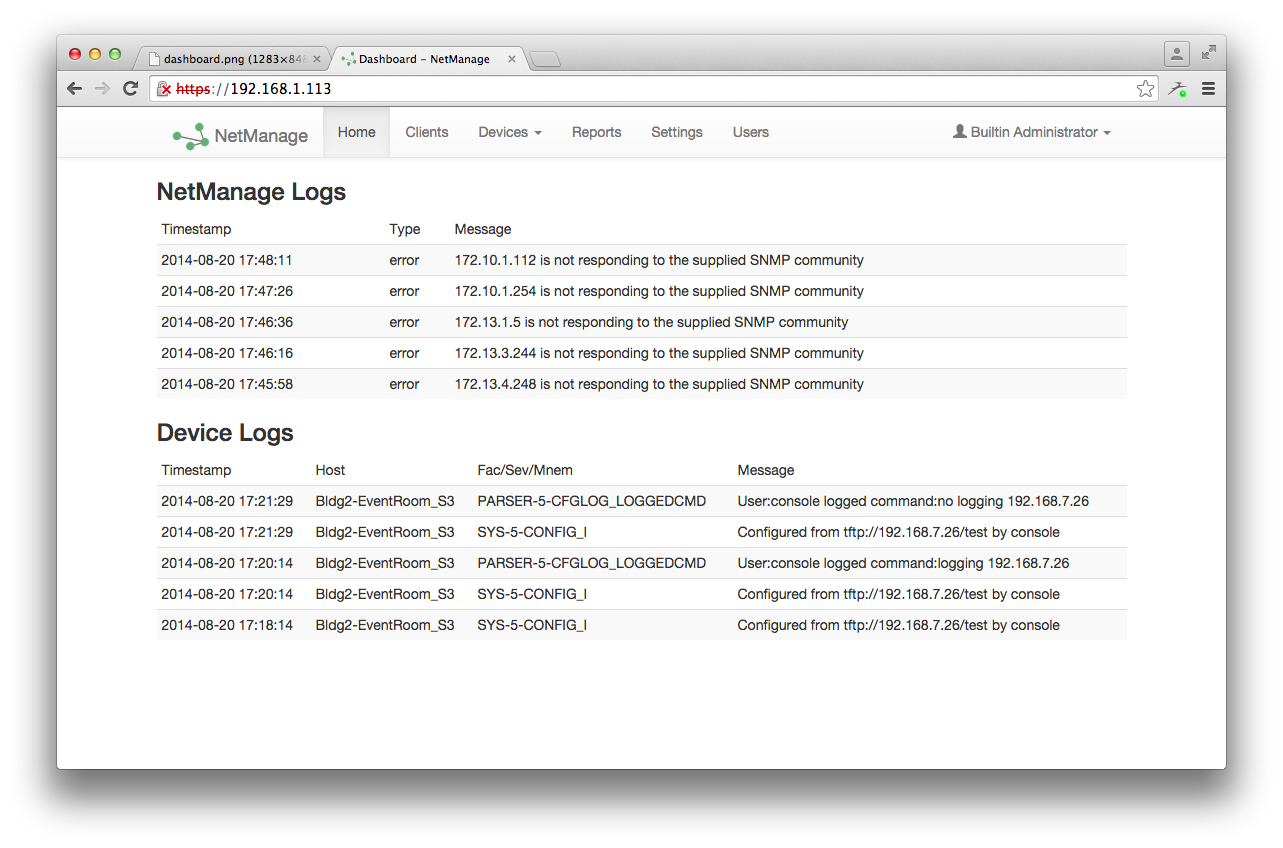 dashboard.png (1283×848
Dashboard – NetManage
https://192.168.1.113
NetManage Home Clients Devices Reports Settings Users Builtin Administrator
NetManage Logs
Timestamp Type Message
2014-08-20 17:48:11 error 172.10.1.112 is not responding to the supplied SNMP community
2014-08-20 17:47:26 error 172.10.1.254 is not responding to the supplied SNMP community
2014-08-20 17:46:36 error 172.13.1.5 is not responding to the supplied SNMP community
2014-08-20 17:46:16 error 172.13.3.244 is not responding to the supplied SNMP community
2014-08-20 17:45:58 error 172.13.4.248 is not responding to the supplied SNMP community
Device Logs
Timestamp Host Fac/Sev/Mnem Message
2014-08-20 17:21:29 Bldg2-EventRoom_S3 PARSER-5-CFGLOG_LOGGEDCMD User:console logged command:no logging 192.168.7.26
2014-08-20 17:21:29 Bldg2-EventRoom_S3 SYS-5-CONFIG_I Configured from tftp://192.168.7.26/test by console
2014-08-20 17:20:14 Bldg2-EventRoom_S3 PARSER-5-CFGLOG_LOGGEDCMD User:console logged command:logging 192.168.7.26
2014-08-20 17:20:14 Bldg2-EventRoom_S3 SYS-5-CONFIG_I Configured from tftp://192.168.7.26/test by console
2014-08-20 17:18:14 Bldg2-EventRoom_S3 SYS-5-CONFIG_I Configured from tftp://192.168.7.26/test by console